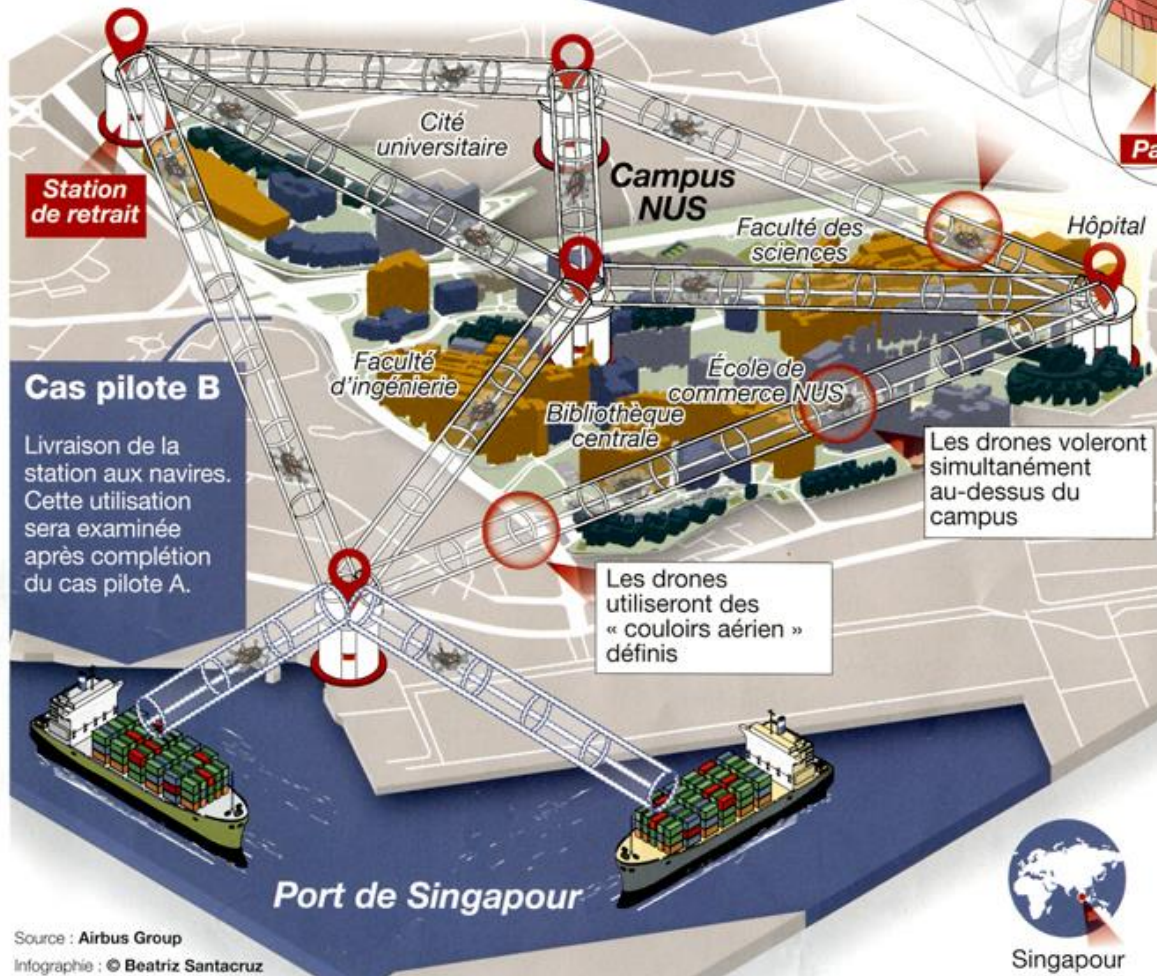 Cité
universitaire
Station
de retrait
Campus
NUS
Pa
Faculté des
sciences
Hôpital
Cas pilote B
Livraison de la
station aux navires.
Cette utilisation
sera examinée
après complétion
du cas pilote A.
Faculté
d'ingénierie
École de
commerce NUS
Bibliothèque
centrale
Les drones voleront
simultanément
au-dessus du
campus
Les drones
utiliseront des
« couloirs aérien »
définis
Port de Singapour
Singapour
Source : Airbus Group
Infographie : © Beatriz Santacruz